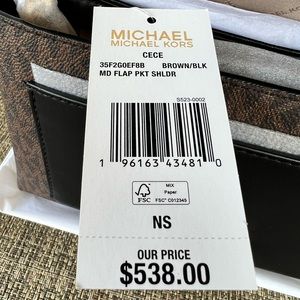 MICHAEL
MICHAEL KORS
CECE
35F2G0EF8B BROWN/BLK
MD FLAP PKT SHLDR
S523-0002
1 96163 43481 0
FSC
MIX
Paper
FSC® C012345
NS
OUR PRICE
$538.00